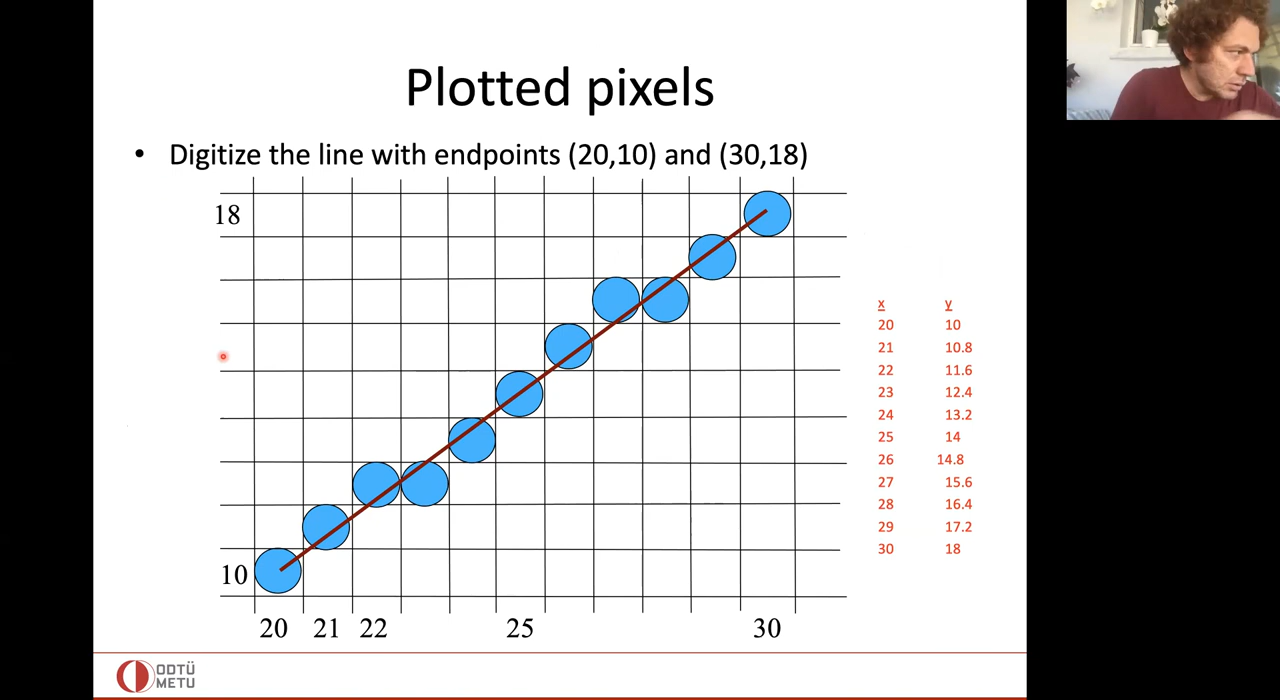 Plotted pixels
• Digitize the line with endpoints (20,10) and (30,18)
18
10
20 21 22 25 30
x y
20 10
21 10.8
22 11.6
23 12.4
24 13.2
25 14
26 14.8
27 15.6
28 16.4
29 17.2
30 18
ODTÜ
METU